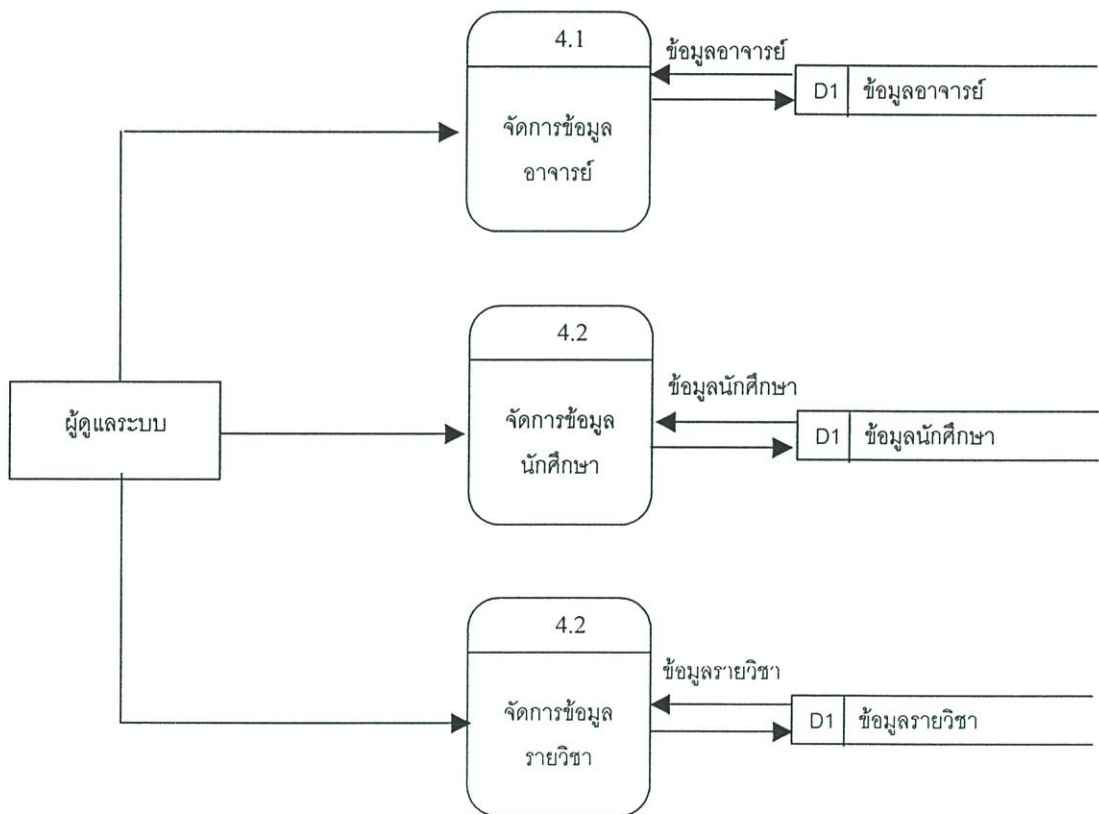 4.1
จัดการข้อมูล
อาจารย์
ข้อมูลอาจารย์
D1 ข้อมูลอาจารย์
ผู้ดูแลระบบ
4.2
จัดการข้อมูล
นักศึกษา
ข้อมูลนักศึกษา
D1 ข้อมูลนักศึกษา
4.2
จัดการข้อมูล
รายวิชา
ข้อมูลรายวิชา
D1 ข้อมูลรายวิชา